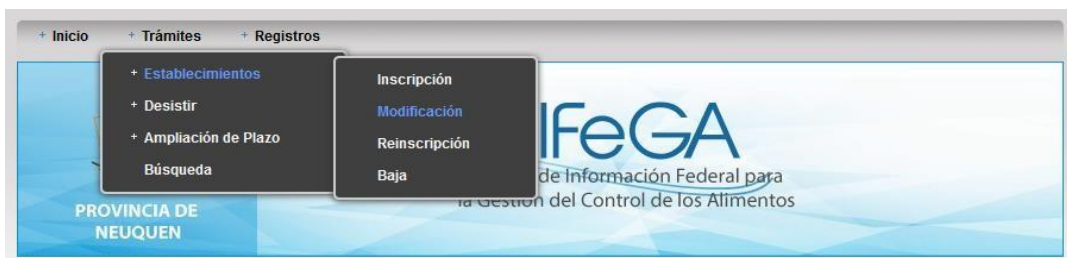 + Inicio + Trámites + Registros
+ Establecimientos
+ Desistir
+ Ampliación de Plazo
Búsqueda
Inscripción
Modificación
Reinscripción
Baja
IFeGA
de Información Federal para
la Gestión del Control de los Alimentos
PROVINCIA DE
NEUQUEN